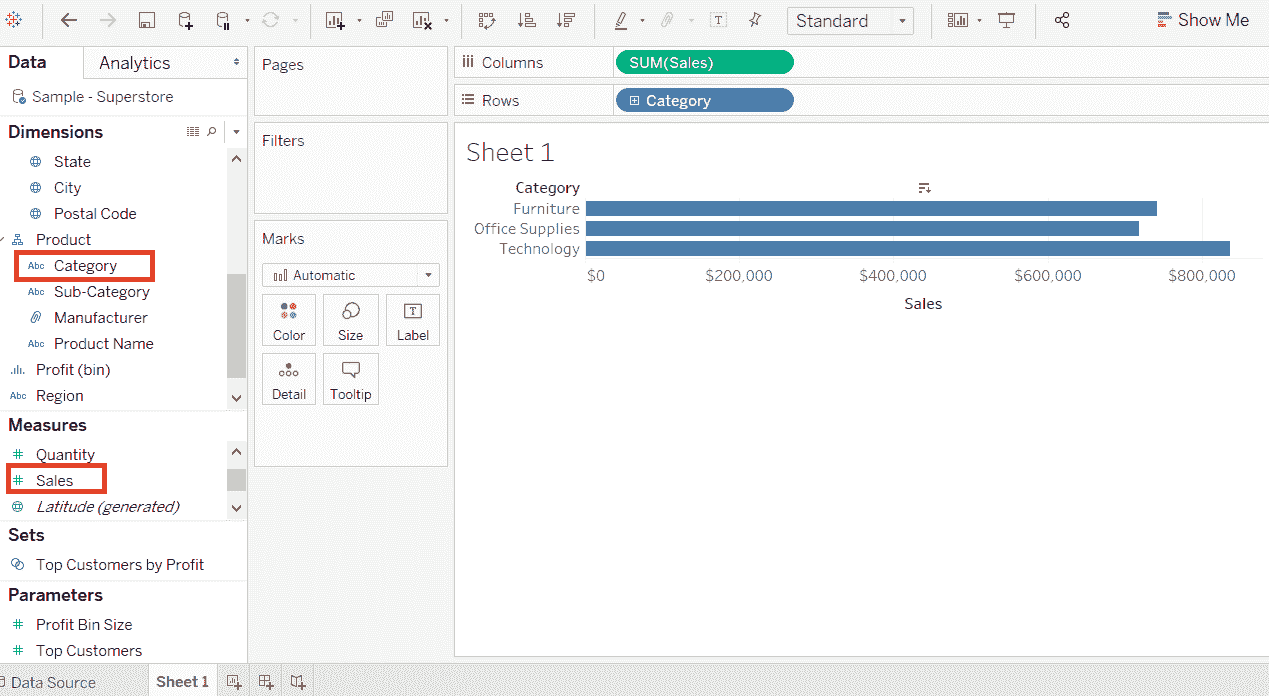 Standard
Show Me
Data
Analytics
Sample - Superstore
Dimensions
State
City
Postal Code
Product
Abc Category
Abc Sub-Category
Manufacturer
Abc Product Name
Profit (bin)
Abc Region
Measures
Quantity
Sales
Latitude (generated)
Sets
Top Customers by Profit
Parameters
Profit Bin Size
Top Customers
Pages
Filters
Marks
Automatic
Color
Size
T
Label
Detail
Tooltip
Columns
SUM(Sales)
Rows
Category
Sheet 1
Category
Furniture
Office Supplies
Technology
$0
$200,000
$400,000
$600,000
$800,000
Sales
Data Source
Sheet 1